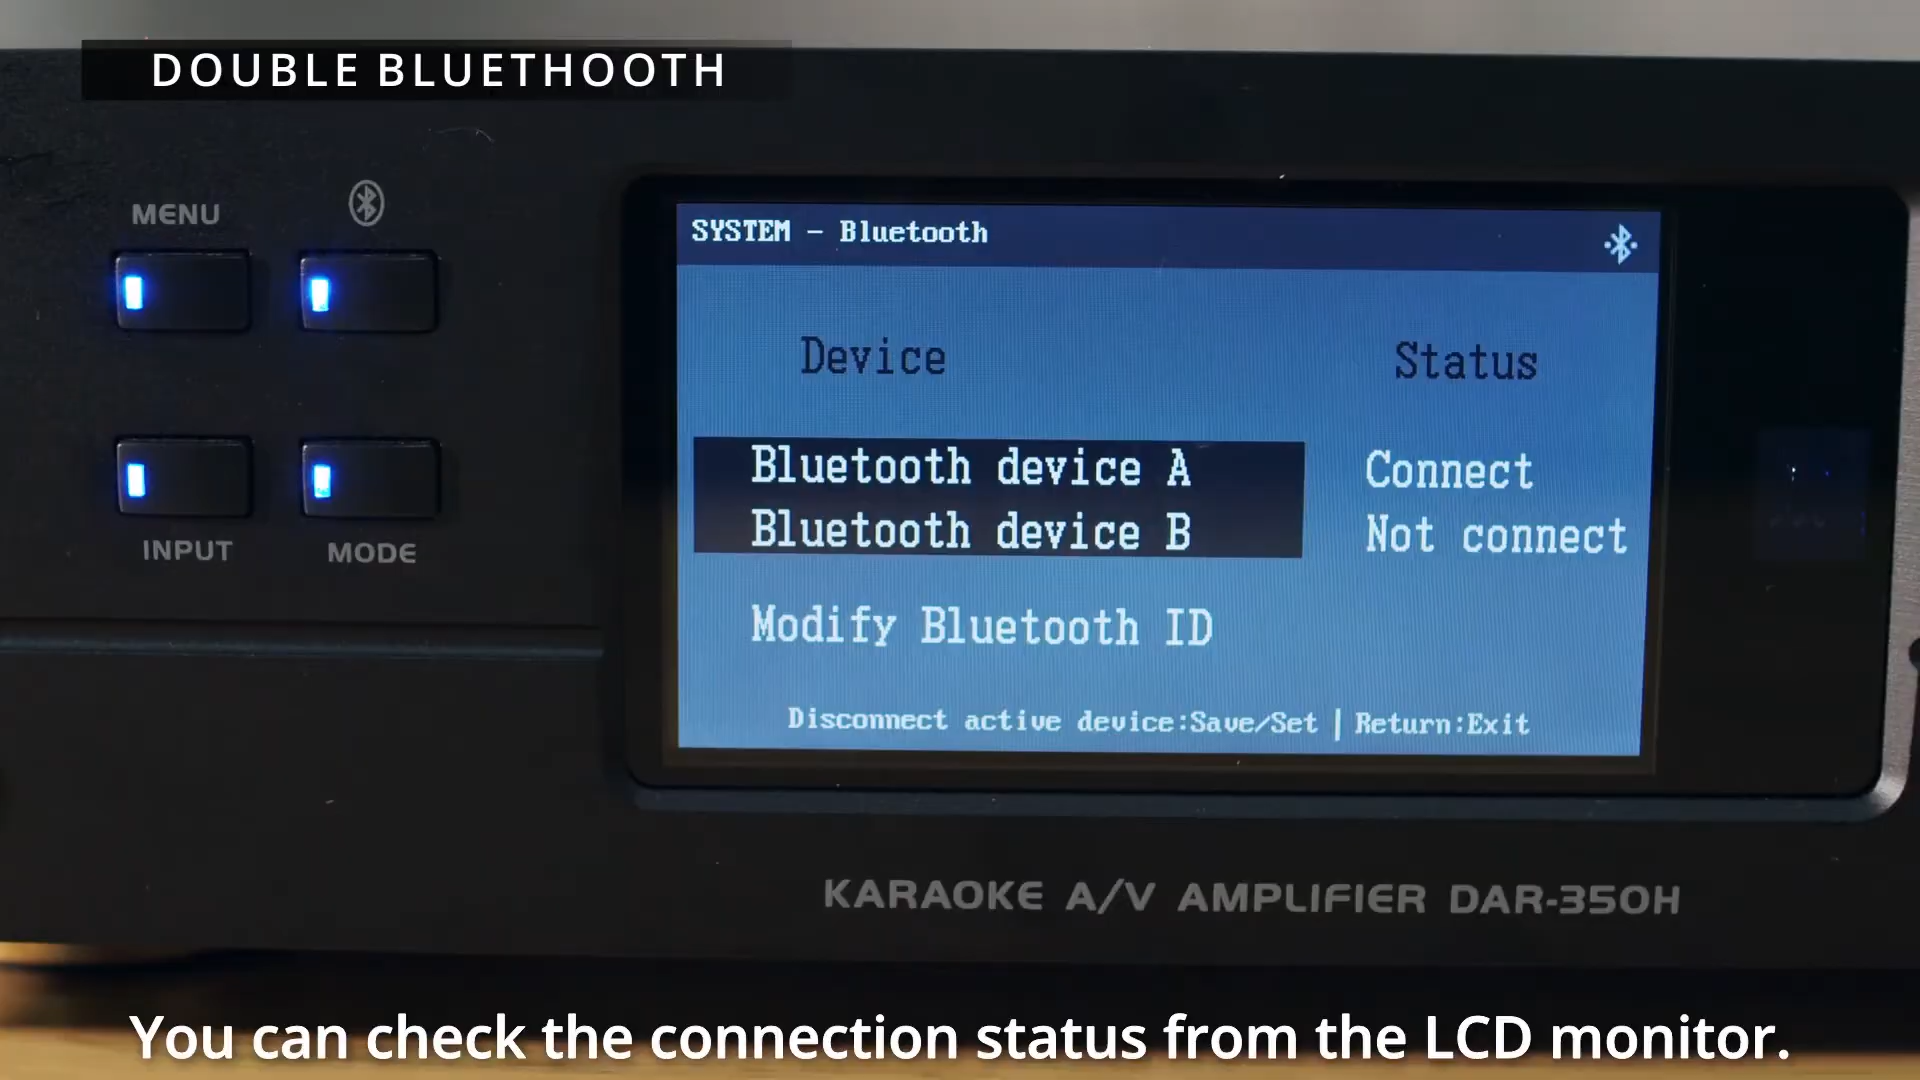 DOUBLE BLUETHOOTH
MENU
SYSTEM - Bluetooth
Device Status
Bluetooth device A Connect
Bluetooth device B Not connect
INPUT MODE
Modify Bluetooth ID
Disconnect active device:Save/Set | Return:Exit
KARAOKE A/V AMPLIFIER DAR-350H
You can check the connection status from the LCD monitor.